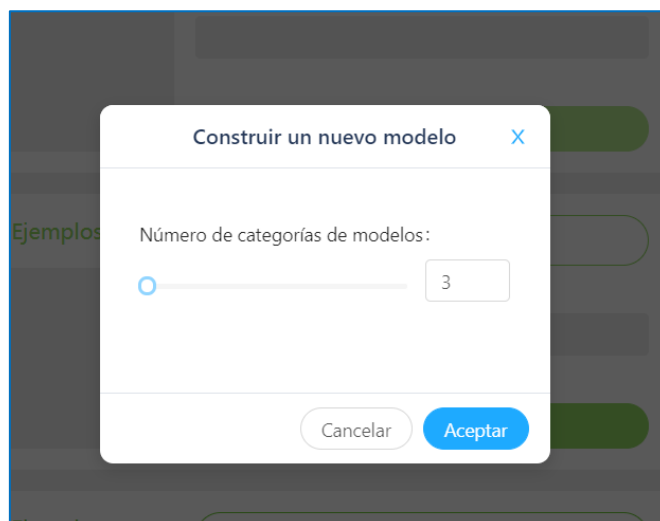 Construir un nuevo modelo X
Ejemplos
Número de categorías de modelos:
3
Cancelar
Aceptar